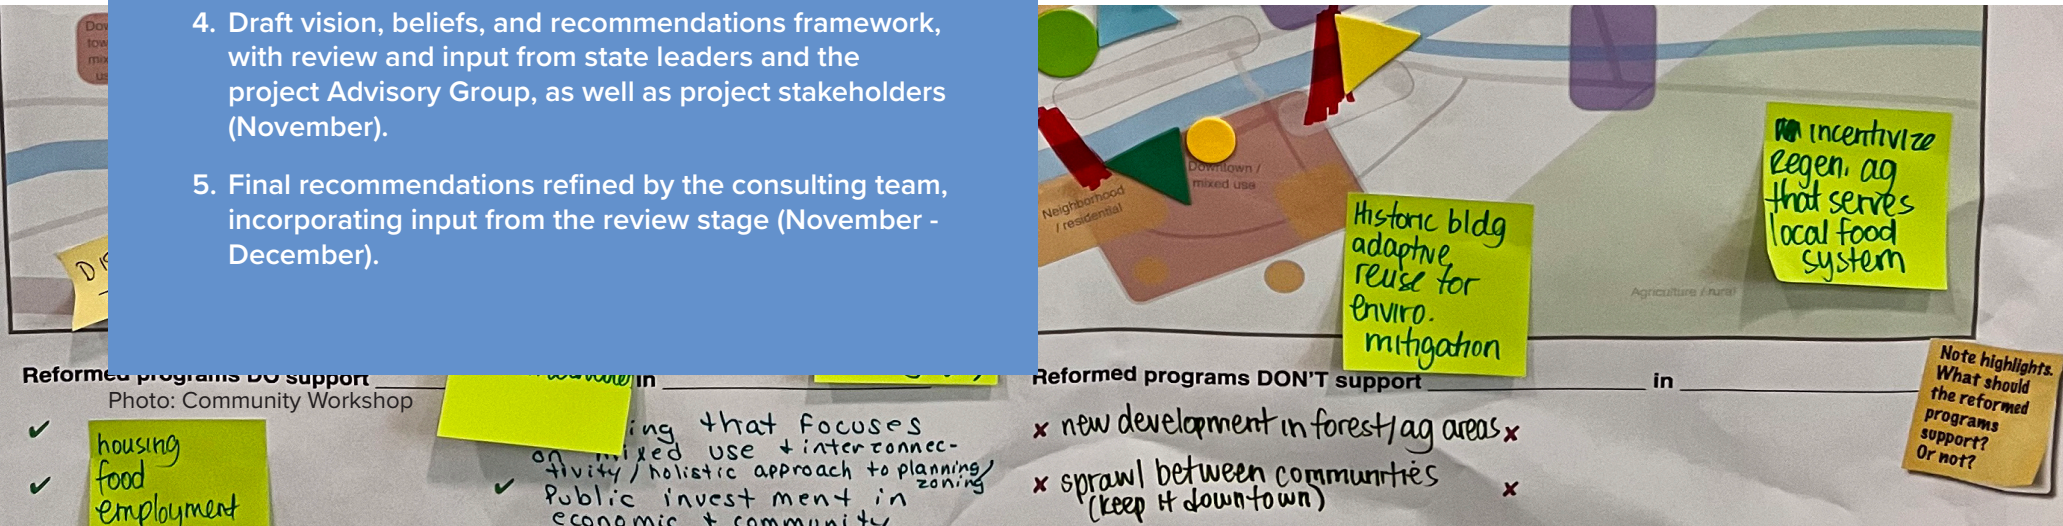 4. Draft vision, beliefs, and recommendations framework,
with review and input from state leaders and the
project Advisory Group, as well as project stakeholders
(November).
5. Final recommendations refined by the consulting team,
incorporating input from the review stage (November -
December).
Downtown /
mixed use
Neighborhood
/ residential
Agriculture / rural
Historic bldg
adaptive
reuse for
enviro.
mitigation
incentivize
Regen. ag
that serves
local food
system
Reformed programs DO support in
Photo: Community Workshop
✓ housing
✓ food
employment
that focuses
on mixed use + interconnec-
tivity / holistic approach to planning/
zoning
✓ Public investment in
economic + community
Reformed programs DON'T support in
x new development in forest/ag areas x
x sprawl between communities x
(keep it downtown)
Note highlights.
What should
the reformed
programs
support?
Or not?